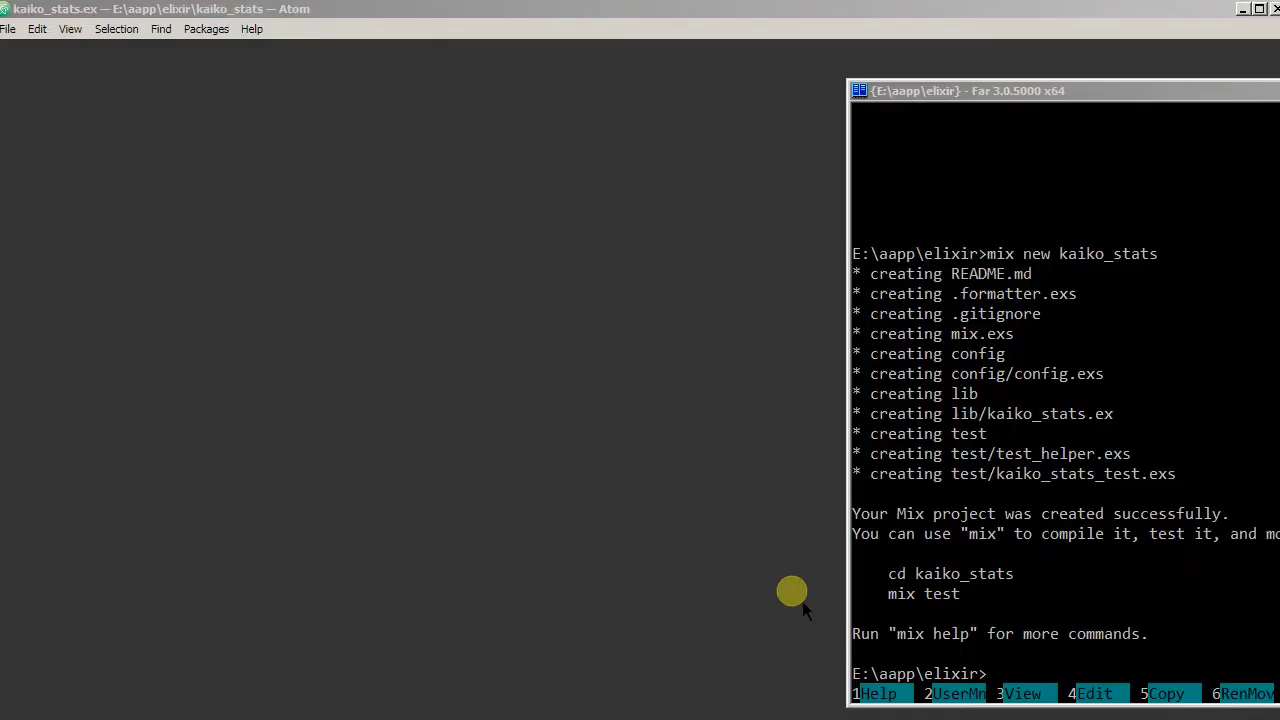 kaiko_stats.ex — E:\aapp\elixir\kaiko_stats — Atom
File Edit View Selection Find Packages Help
{E:\aapp\elixir} - Far 3.0.5000 x64
E:\aapp\elixir>mix new kaiko_stats
* creating README.md
* creating .formatter.exs
* creating .gitignore
* creating mix.exs
* creating config
* creating config/config.exs
* creating lib
* creating lib/kaiko_stats.ex
* creating test
* creating test/test_helper.exs
* creating test/kaiko_stats_test.exs
Your Mix project was created successfully.
You can use "mix" to compile it, test it, and mo
cd kaiko_stats
mix test
Run "mix help" for more commands.
E:\aapp\elixir>
1Help 2UserMn 3View 4Edit 5Copy 6RenMov